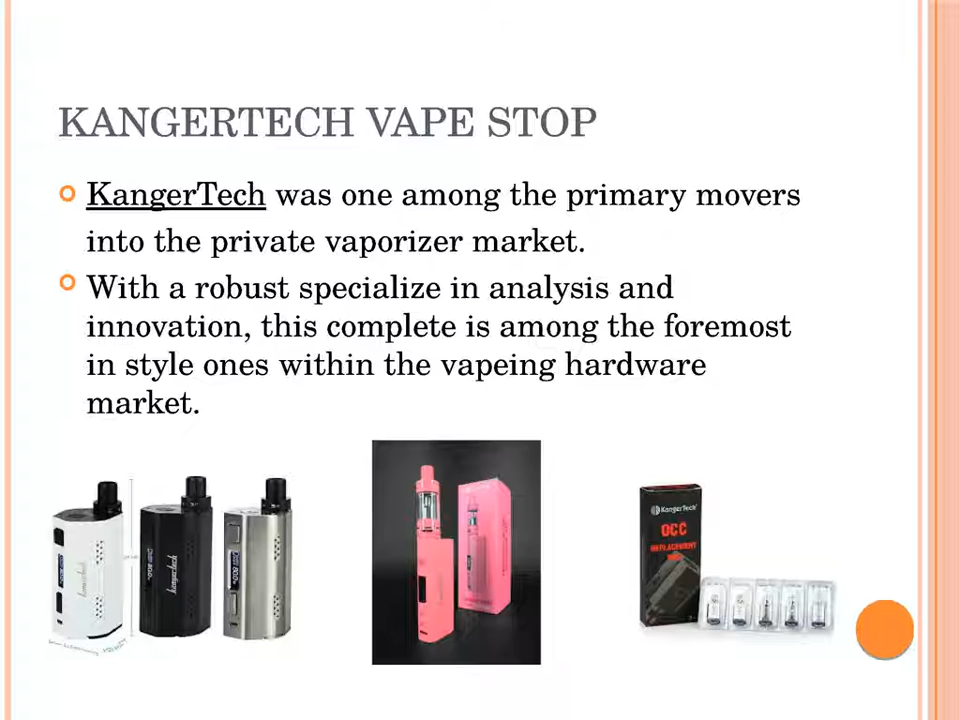 KANGERTECH VAPE STOP
KangerTech was one among the primary movers
into the private vaporizer market.
With a robust specialize in analysis and
innovation, this complete is among the foremost
in style ones within the vapeing hardware
market.
kangertech
KangerTech
OCC
REPLACEMENT